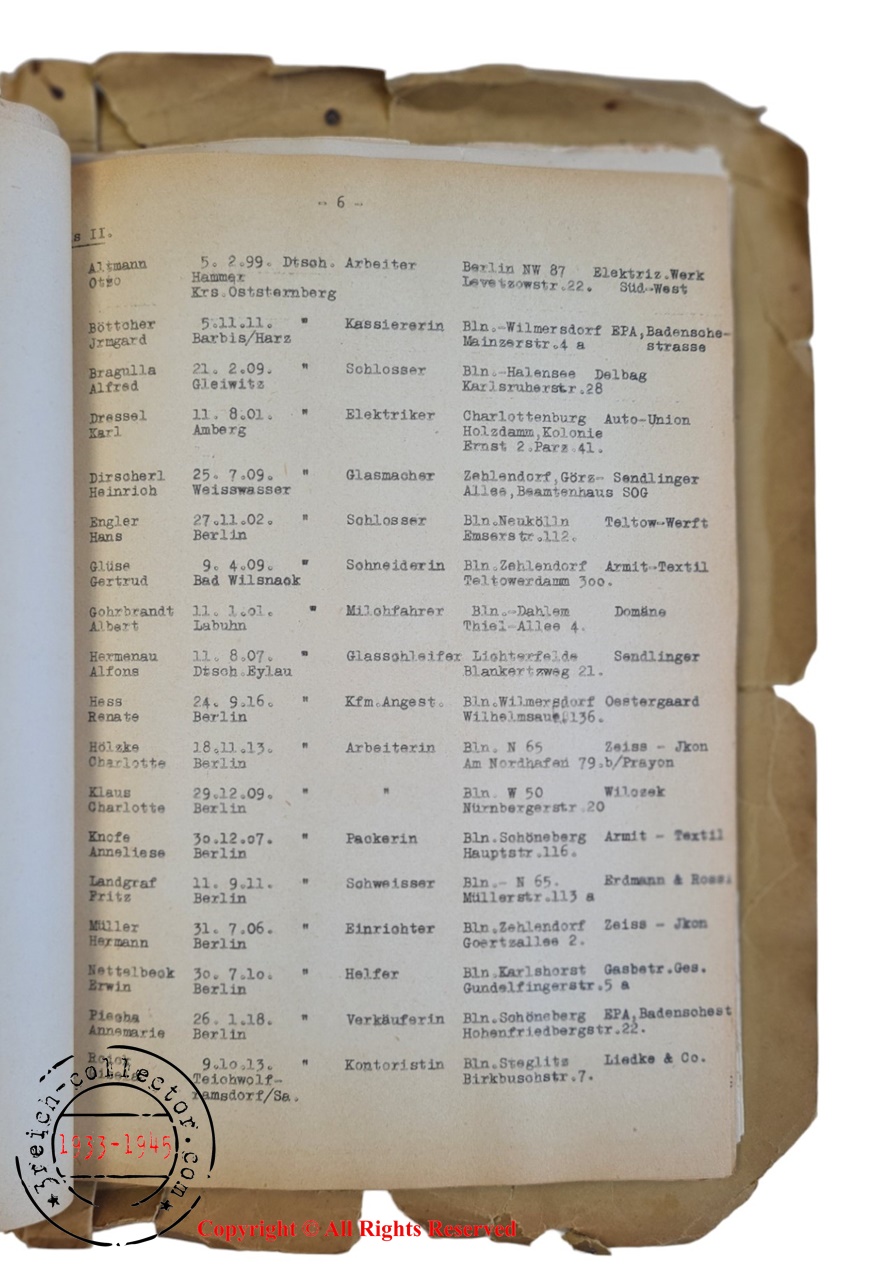 - 6 -
s II.
Altmann 5. 2.99. Dtsch. Arbeiter Berlin NW 87 Elektriz.Werk
Otto Hammer Levetzowstr.22. Süd-West
Krs.Oststernberg
Böttcher 5.11.11. " Kassiererin Bln.-Wilmersdorf EPA,Badensche-
Jrmgard Barbis/Harz Mainzerstr.4 a strasse
Bragulla 21. 2.09. " Schlosser Bln.-Halensee Delbag
Alfred Gleiwitz Karlsruherstr.28
Dressel 11. 8.01. " Elektriker Charlottenburg Auto-Union
Karl Amberg Holzdamm,Kolonie
Ernst 2.Parz 41.
Dirscherl 25. 7.09. " Glasmacher Zehlendorf,Görz- Sendlinger
Heinrich Weisswasser Allee,Beamtenhaus SOG
Engler 27.11.02. " Schlosser Bln.Neukölln Teltow-Werft
Hans Berlin Emserstr.112.
Glüse 9. 4.09. " Schneiderin Bln.Zehlendorf Armit-Textil
Gertrud Bad Wilsnack Teltowerdamm 300.
Gohrbrandt 11. 1.01. " Milchfahrer Bln.-Dahlem Domäne
Albert Labuhn Thiel-Allee 4.
Hermenau 11. 8.07. " Glasschleifer Lichterfelde Sendlinger
Alfons Dtsch.Eylau Blankertzweg 21.
Hess 24. 9.16. " Kfm.Angest. Bln.Wilmersdorf Oestergaard
Renate Berlin Wilhelmsaue,136.
Hölzke 18.11.13. " Arbeiterin Bln. N 65 Zeiss - Jkon
Charlotte Berlin Am Nordhafen 79.b/Prayon
Klaus 29.12.09. " " Bln. W 50 Wilczek
Charlotte Berlin Nürnbergerstr.20
Knofe 30.12.07. " Packerin Bln.Schöneberg Armit - Textil
Anneliese Berlin Hauptstr.116.
Landgraf 11. 9.11. " Schweisser Bln.- N 65. Erdmann & Rossi
Fritz Berlin Müllerstr.113 a
Müller 31. 7.06. " Einrichter Bln.Zehlendorf Zeiss - Jkon
Hermann Berlin Goertzallee 2.
Nettelbeck 30. 7.10. " Helfer Bln.Karlshorst Gasbetr.Ges.
Erwin Berlin Gundelfingerstr.5 a
Piecha 26. 1.18. " Verkäuferin Bln.Schöneberg EPA,Badenschest
Annemarie Berlin Hohenfriedbergstr.22.
9.10.13. " Kontoristin Bln.Steglitz Liedke & Co.
Teichwolf- Birkbuschstr.7.
ramsdorf/Sa.
3reich-collector.com
1933-1945
Copyright © All Rights Reserved